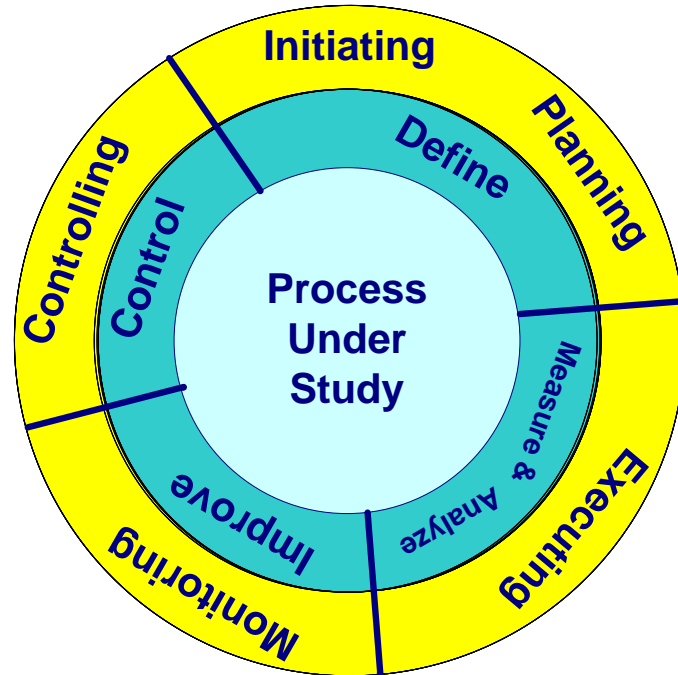 Initiating
Planning
Executing
Monitoring
Controlling
Define
Measure & Analyze
Improve
Control
Process
Under
Study